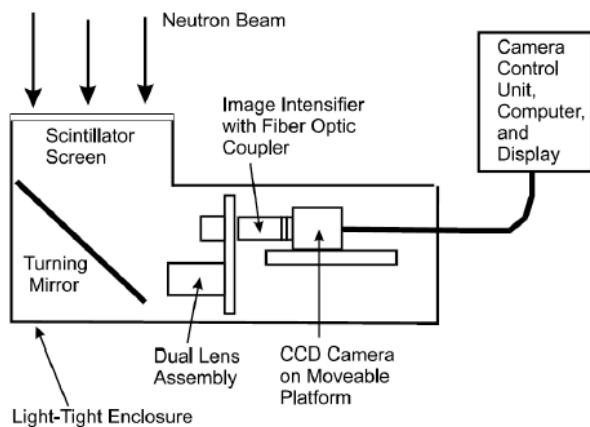 Neutron Beam
Camera
Control
Unit,
Computer,
and
Display
Image Intensifier
with Fiber Optic
Coupler
Scintillator
Screen
Turning
Mirror
Dual Lens
Assembly
CCD Camera
on Moveable
Platform
Light-Tight Enclosure